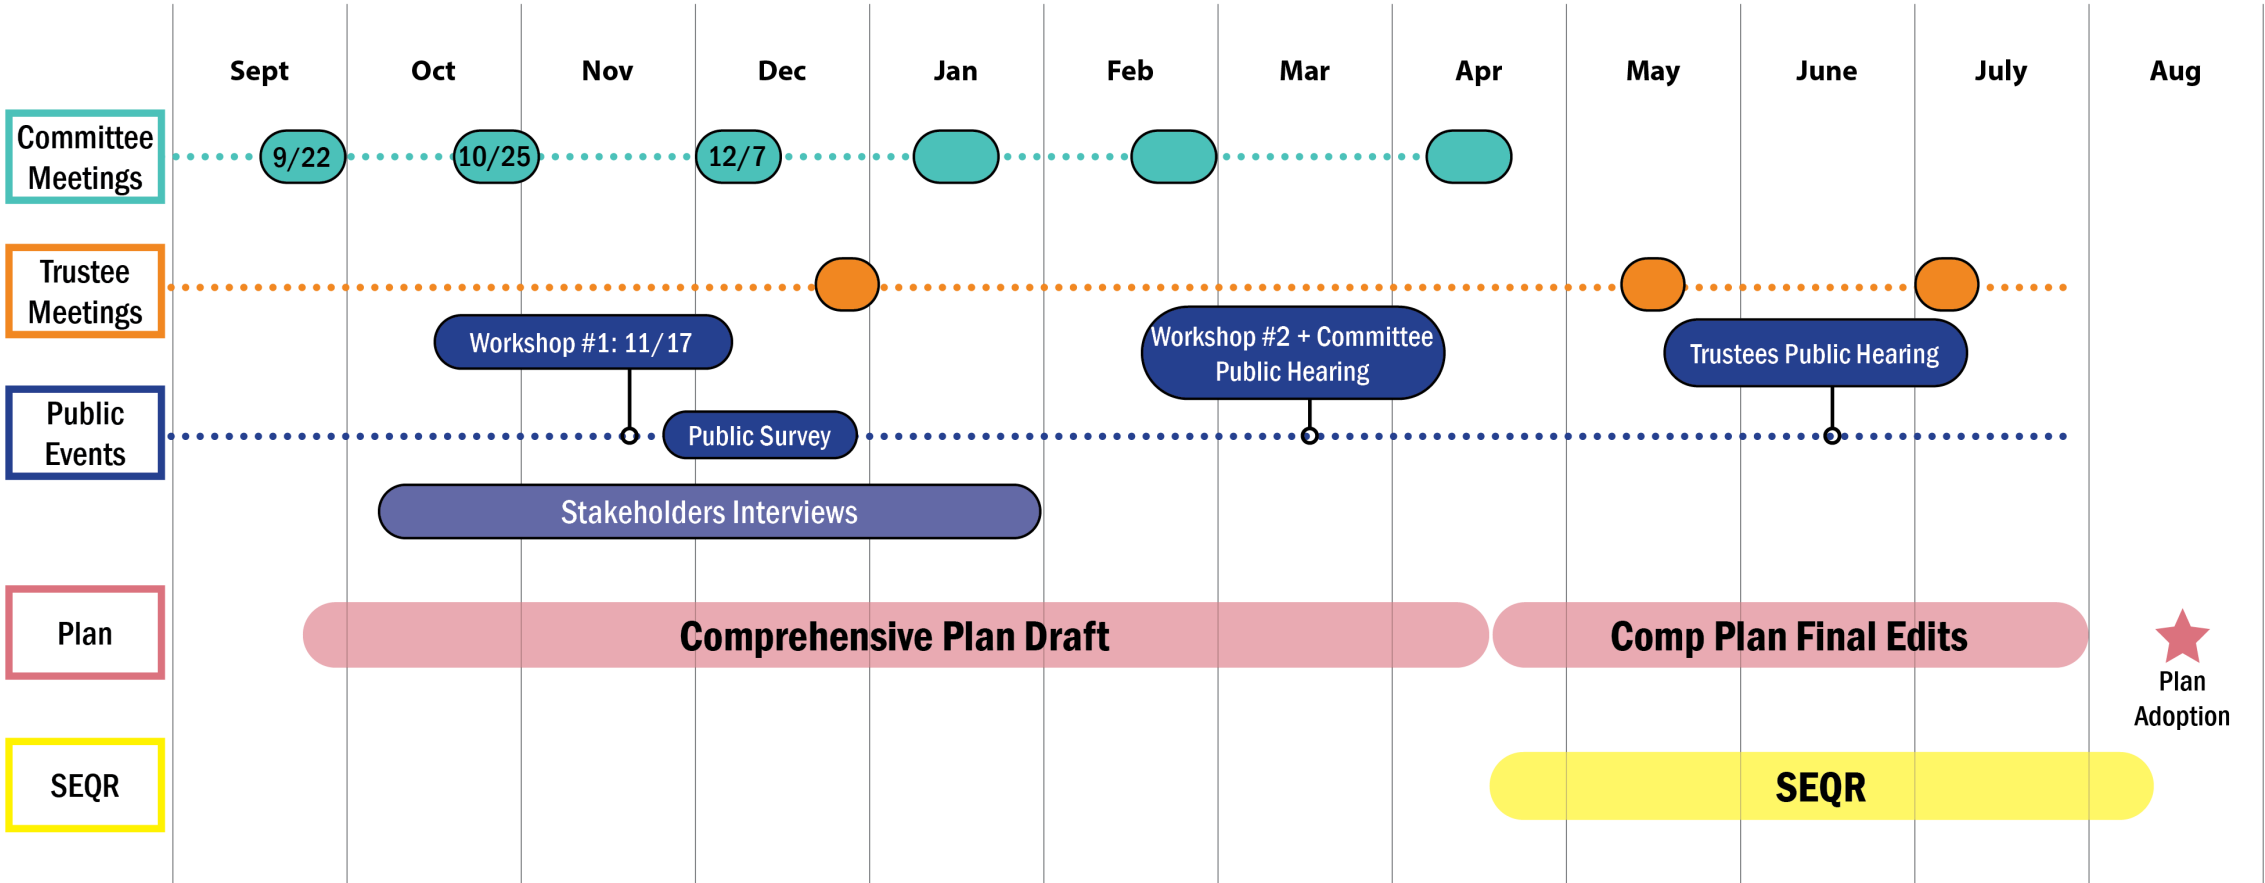 Sept Oct Nov Dec Jan Feb Mar Apr May June July Aug
Committee
Meetings
9/22 10/25 12/7
Trustee
Meetings
Workshop #1: 11/17
Workshop #2 + Committee
Public Hearing
Trustees Public Hearing
Public
Events
Public Survey
Stakeholders Interviews
Plan
Comprehensive Plan Draft
Comp Plan Final Edits
Plan
Adoption
SEQR
SEQR